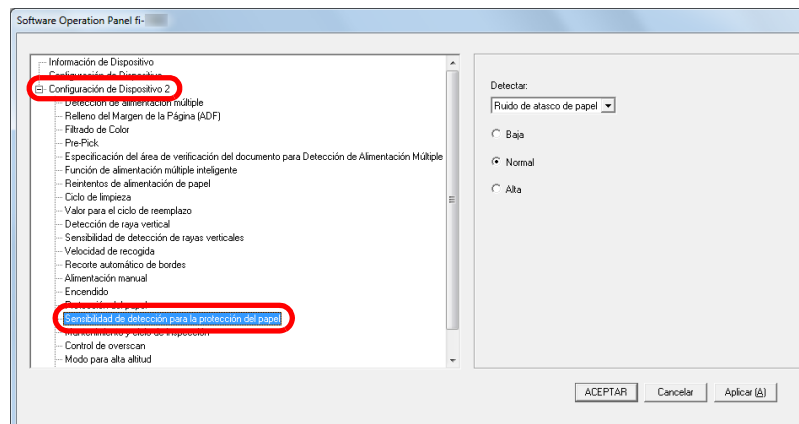 Software Operation Panel fi-
Información de Dispositivo
Configuración de Dispositivo
Configuración de Dispositivo 2
Detección de alimentación múltiple
Relleno del Margen de la Página (ADF)
Filtrado de Color
Pre-Pick
Especificación del área de verificación del documento para Detección de Alimentación Múltiple
Función de alimentación múltiple inteligente
Reintentos de alimentación de papel
Ciclo de limpieza
Valor para el ciclo de reemplazo
Detección de raya vertical
Sensibilidad de detección de rayas verticales
Velocidad de recogida
Recorte automático de bordes
Alimentación manual
Encendido
Protección del papel
Sensibilidad de detección para la protección del papel
Mantenimiento y ciclo de inspección
Control de overscan
Modo para alta altitud
Detectar:
Ruido de atasco de papel
Baja
Normal
Alta
ACEPTAR Cancelar Aplicar (A)